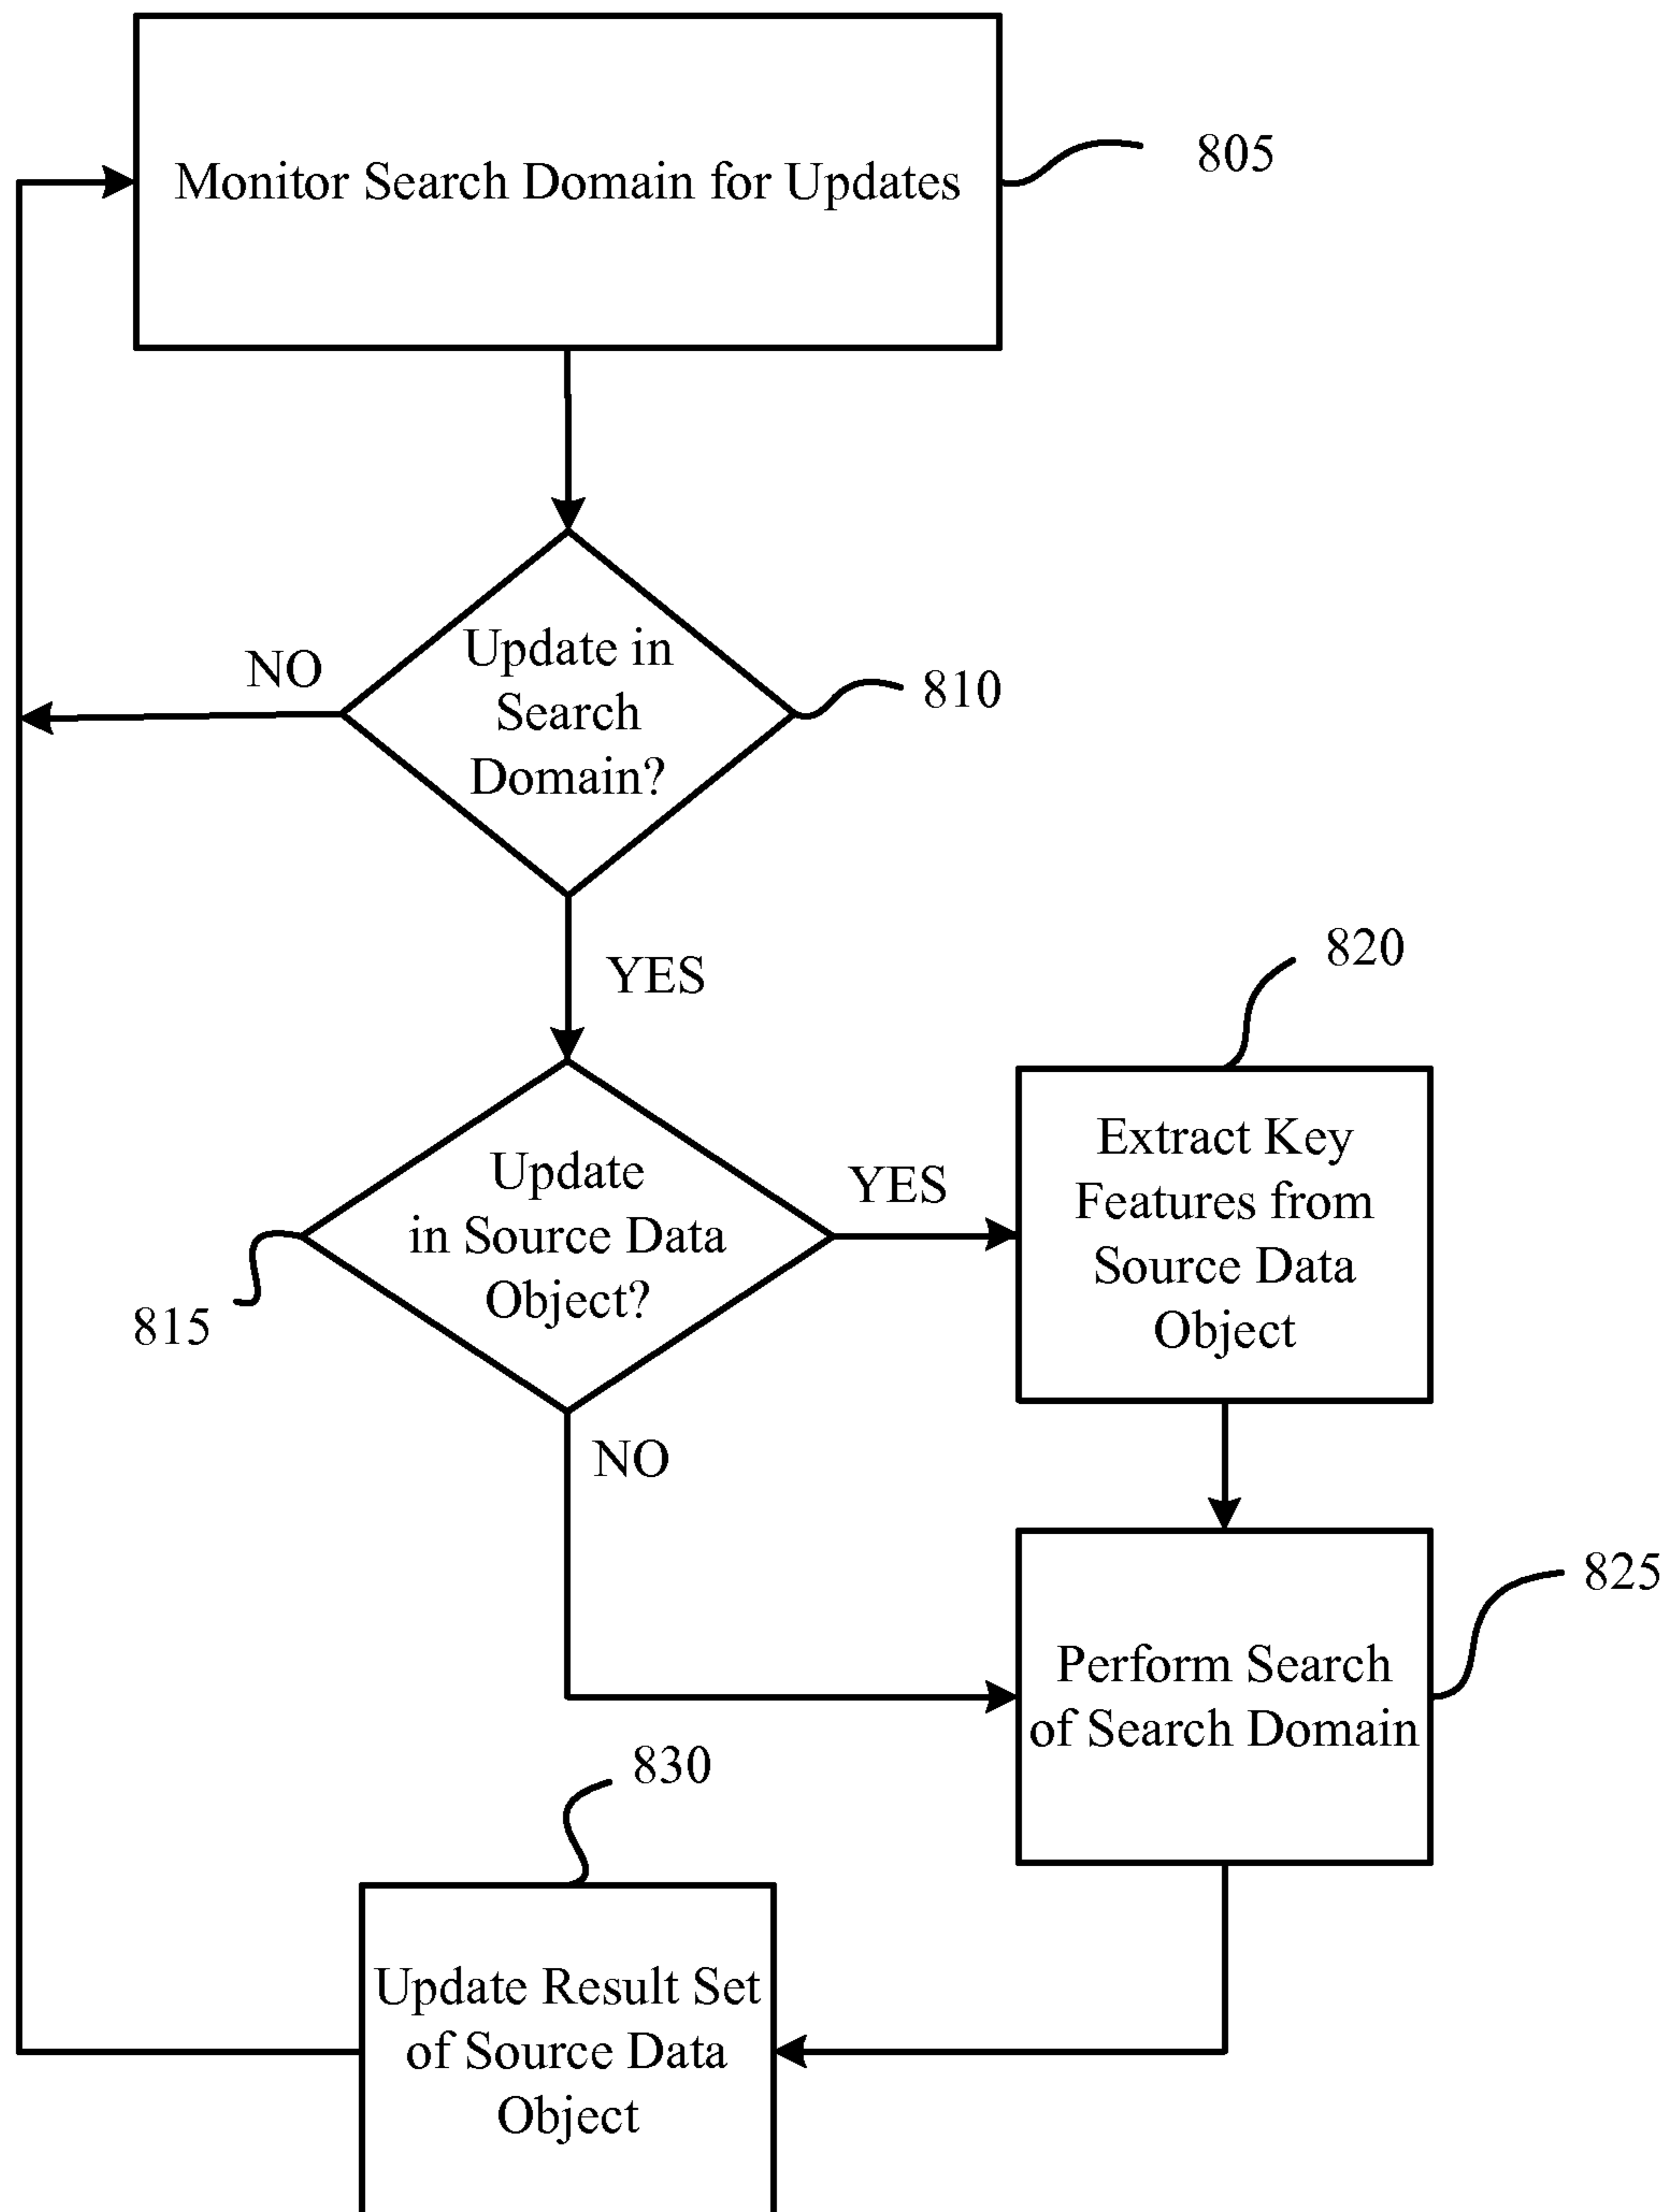 Monitor Search Domain for Updates
805
Update in
Search
Domain?
NO
810
YES
820
Update
in Source Data
Object?
YES
815
Extract Key
Features from
Source Data
Object
NO
825
Perform Search
of Search Domain
830
Update Result Set
of Source Data
Object